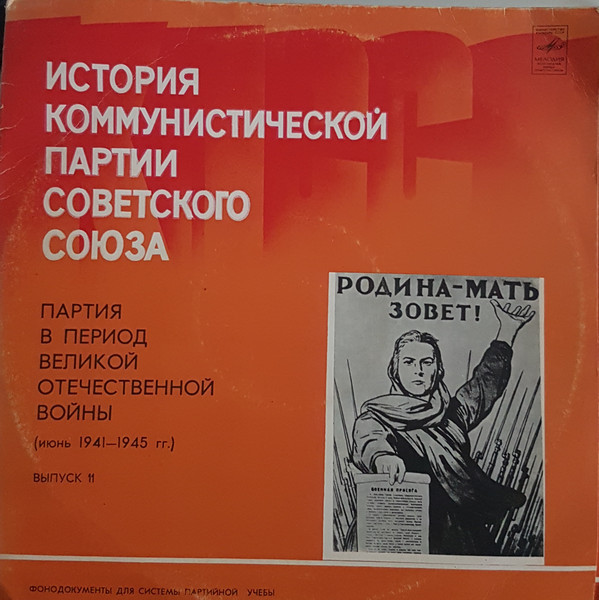 ИСТОРИЯ
КОММУНИСТИЧЕСКОЙ
ПАРТИИ
СОВЕТСКОГО
СОЮЗА
МЕЛОДИЯ
ПАРТИЯ
В ПЕРИОД
ВЕЛИКОЙ
ОТЕЧЕСТВЕННОЙ
ВОЙНЫ
(июнь 1941—1945 гг.)
ВЫПУСК 11
РОДИНА-МАТЬ
ЗОВЕТ!
ВОЕННАЯ ПРИСЯГА
ФОНОДОКУМЕНТЫ ДЛЯ СИСТЕМЫ ПАРТИЙНОЙ УЧЕБЫ